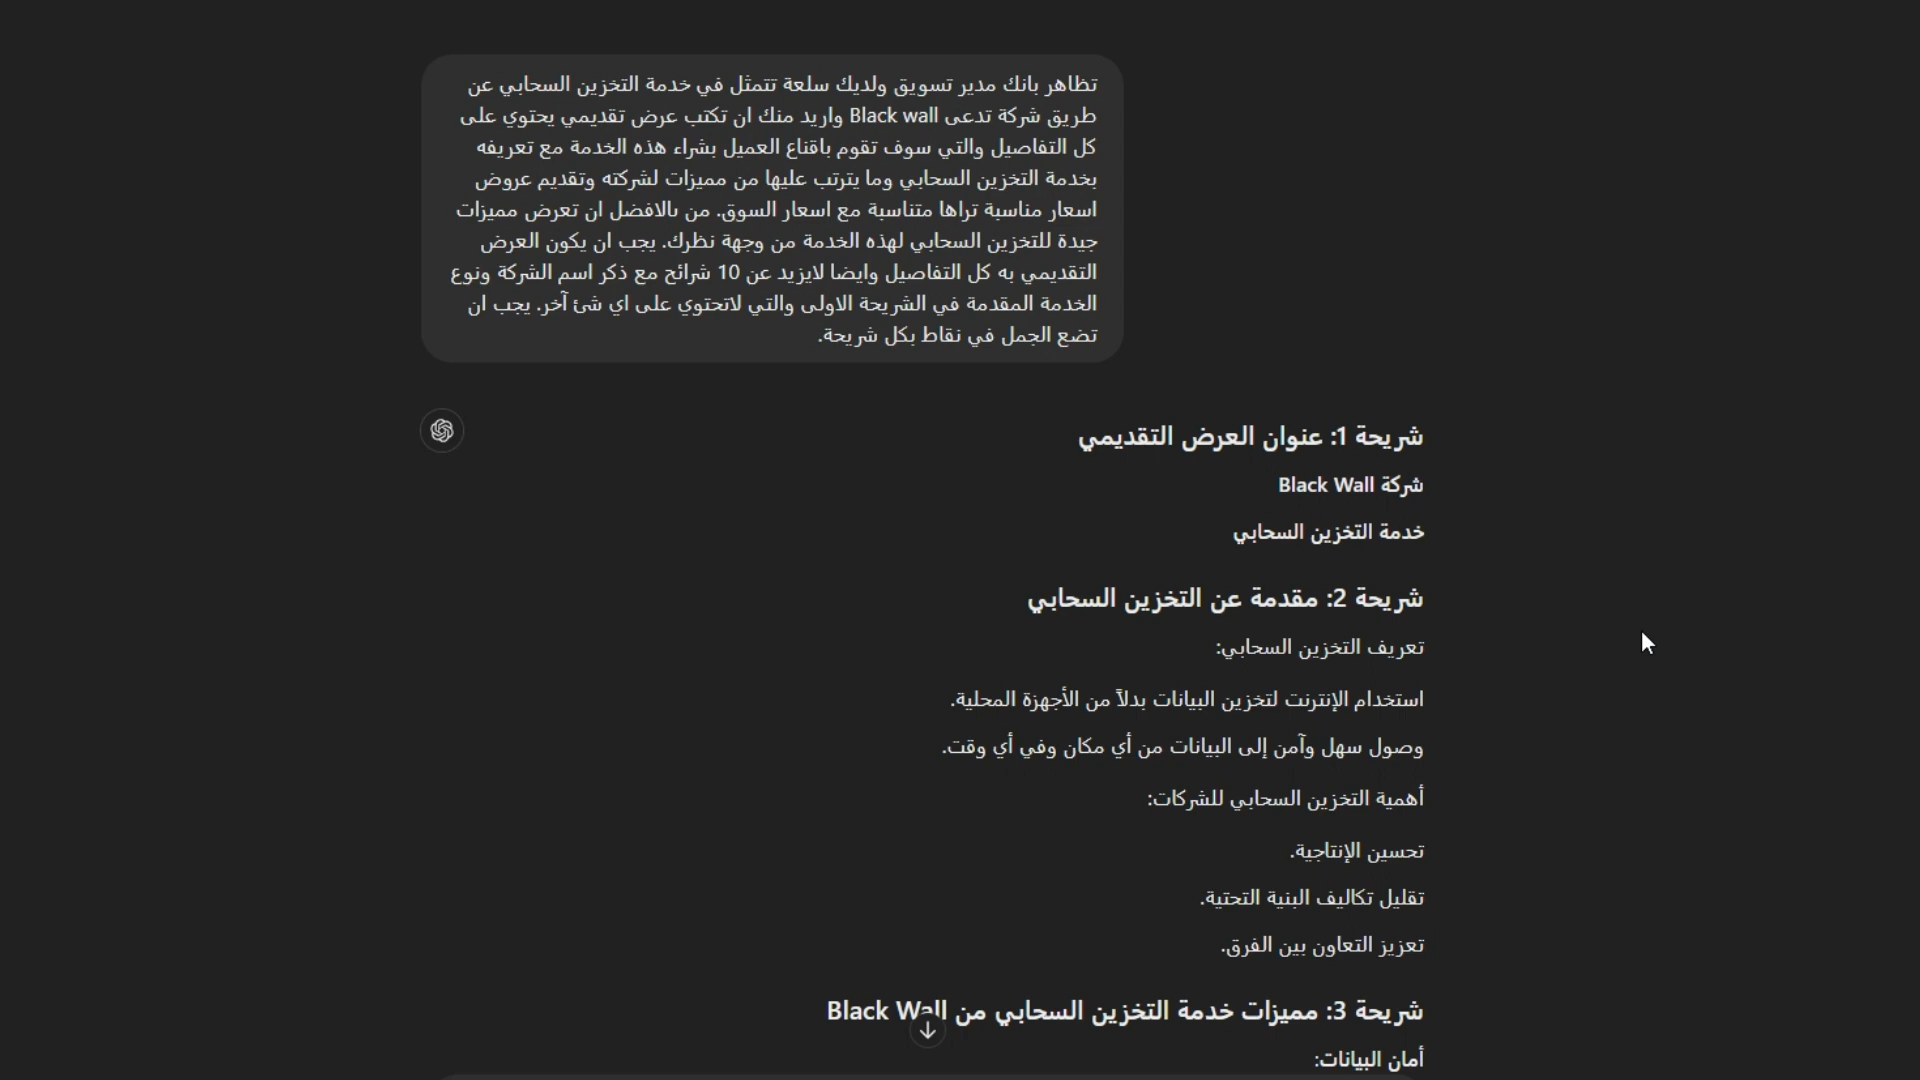 تظاهر بانك مدير تسويق ولديك سلعة تتمثل في خدمة التخزين السحابي عن
طريق شركة تدعى Black wall واريد منك ان تكتب عرض تقديمي يحتوي على
كل التفاصيل والتي سوف تقوم باقناع العميل بشراء هذه الخدمة مع تعريفه
بخدمة التخزين السحابي وما يترتب عليها من مميزات لشركته وتقديم عروض
اسعار مناسبة تراها متناسبة مع اسعار السوق. من بالافضل ان تعرض مميزات
جيدة للتخزين السحابي لهذه الخدمة من وجهة نظرك. يجب ان يكون العرض
التقديمي به كل التفاصيل وايضا لايزيد عن 10 شرائح مع ذكر اسم الشركة ونوع
الخدمة المقدمة في الشريحة الاولى والتي لاتحتوي على اي شئ آخر. يجب ان
تضع الجمل في نقاط بكل شريحة.
شريحة 1: عنوان العرض التقديمي
شركة Black Wall
خدمة التخزين السحابي
شريحة 2: مقدمة عن التخزين السحابي
تعريف التخزين السحابي:
استخدام الإنترنت لتخزين البيانات بدلاً من الأجهزة المحلية.
وصول سهل وآمن إلى البيانات من أي مكان وفي أي وقت.
أهمية التخزين السحابي للشركات:
تحسين الإنتاجية.
تقليل تكاليف البنية التحتية.
تعزيز التعاون بين الفرق.
شريحة 3: مميزات خدمة التخزين السحابي من Black Wall
أمان البيانات: